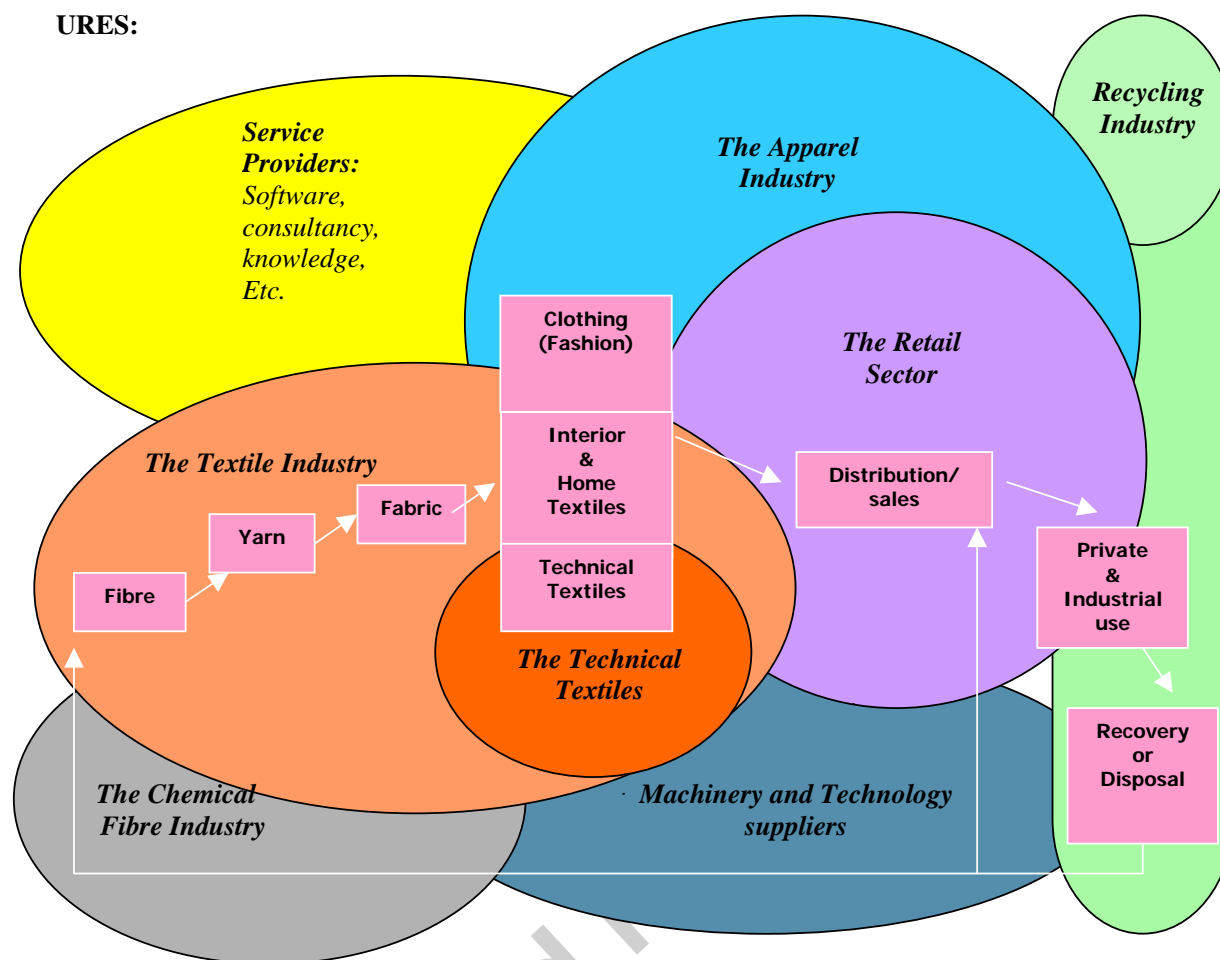 URES:
Service
Providers:
Software,
consultancy,
knowledge,
Etc.
The Apparel
Industry
Recycling
Industry
Clothing
(Fashion)
The Retail
Sector
The Textile Industry
Interior
&
Home
Textiles
Distribution/
sales
Fabric
Yarn
Fibre
Technical
Textiles
Private
&
Industrial
use
The Technical
Textiles
Recovery
or
Disposal
The Chemical
Fibre Industry
Machinery and Technology
suppliers